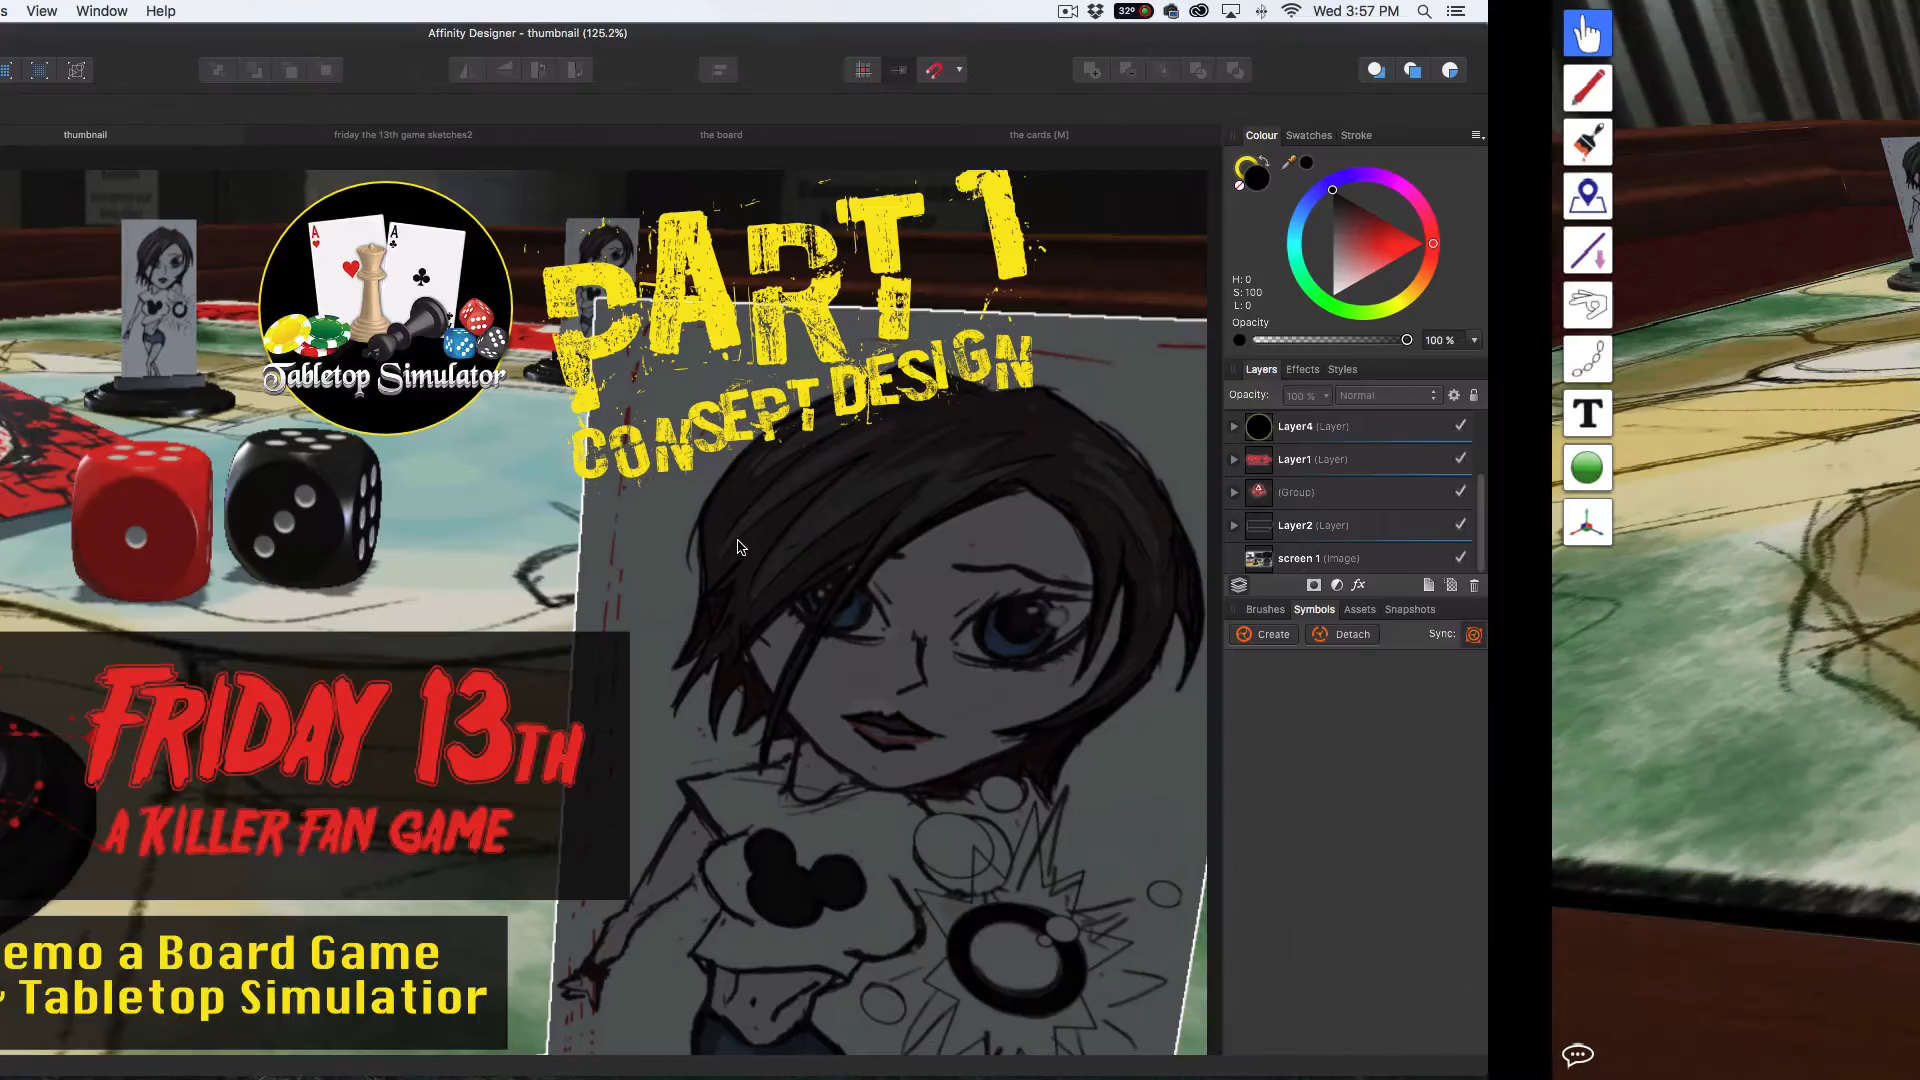 s View Window Help
32° Wed 3:57 PM
Affinity Designer - thumbnail (125.2%)
thumbnail friday the 13th game sketches2 the board the cards [M]
PART 1
CONSEPT DESIGN
A
A
Tabletop Simulator
FRIDAY 13TH
A KILLER FAN GAME
emo a Board Game
Tabletop Simulatior
Colour Swatches Stroke
H: 0
S: 100
L: 0
Opacity
100 %
Layers Effects Styles
Opacity: 100 % Normal
Layer4 (Layer)
Layer1 (Layer)
(Group)
Layer2 (Layer)
screen 1 (Image)
fx
Brushes Symbols Assets Snapshots
Create Detach Sync:
T